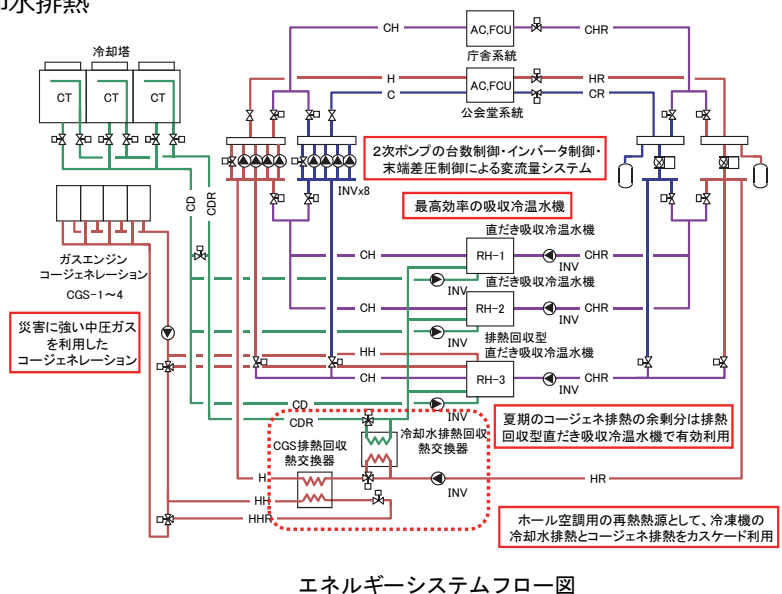 水排熱
冷却塔
CT
CT
CT
CH
AC,FCU
CHR
庁舎系統
H
AC,FCU
HR
C
CR
公会堂系統
2次ポンプの台数制御・インバータ制御・
末端差圧制御による変流量システム
INVx8
CD
CDR
最高効率の吸収冷温水機
直だき吸収冷温水機
ガスエンジン
コージェネレーション
CGS-1~4
CH
RH-1
CHR
INV
INV
直だき吸収冷温水機
CH
RH-2
CHR
INV
INV
災害に強い中圧ガス
を利用した
コージェネレーション
排熱回収型
直だき吸収冷温水機
HH
CH
RH-3
CHR
INV
INV
CD
CDR
夏期のコージェネ排熱の余剰分は排熱
回収型直だき吸収冷温水機で有効利用
冷却水排熱回収
熱交換器
CGS排熱回収
熱交換器
H
HR
INV
HH
HHR
ホール空調用の再熱熱源として、冷凍機の
冷却水排熱とコージェネ排熱をカスケード利用
エネルギーシステムフロー図